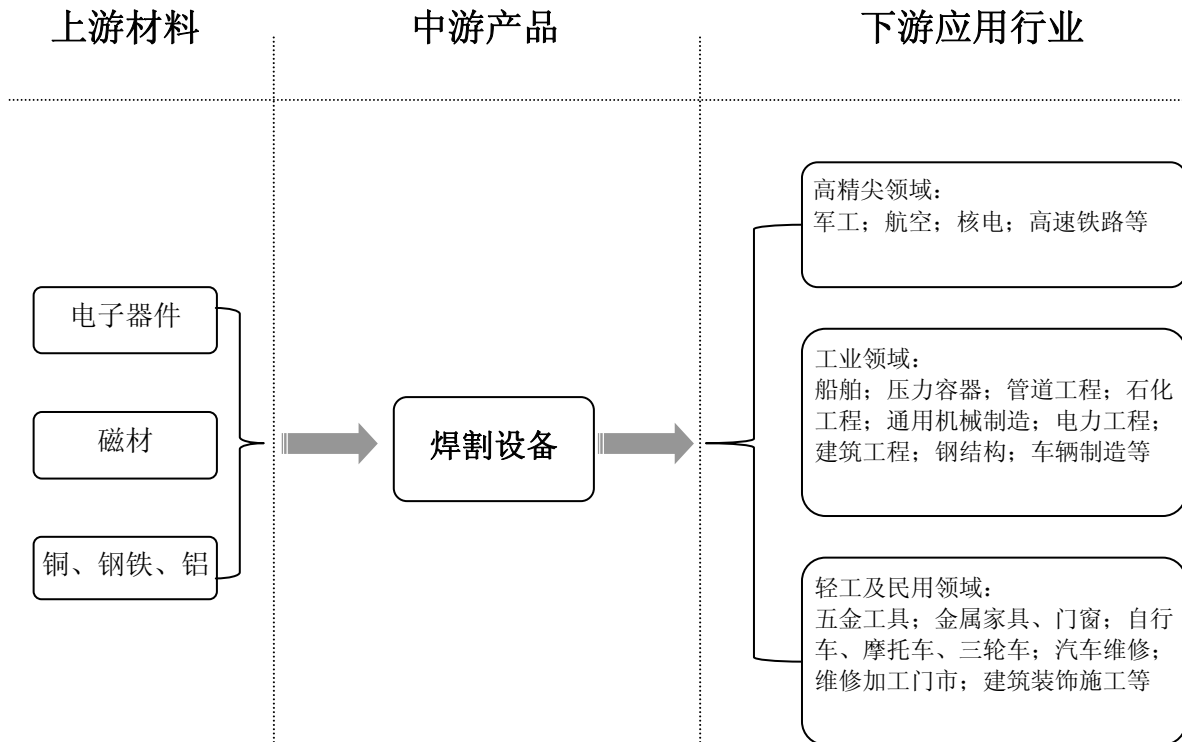 上游材料
中游产品
下游应用行业
电子器件
磁材
铜、钢铁、铝
焊割设备
高精尖领域：
军工；航空；核电；高速铁路等
工业领域：
船舶；压力容器；管道工程；石化
工程；通用机械制造；电力工程；
建筑工程；钢结构；车辆制造等
轻工及民用领域：
五金工具；金属家具、门窗；自行
车、摩托车、三轮车；汽车维修；
维修加工门市；建筑装饰施工等